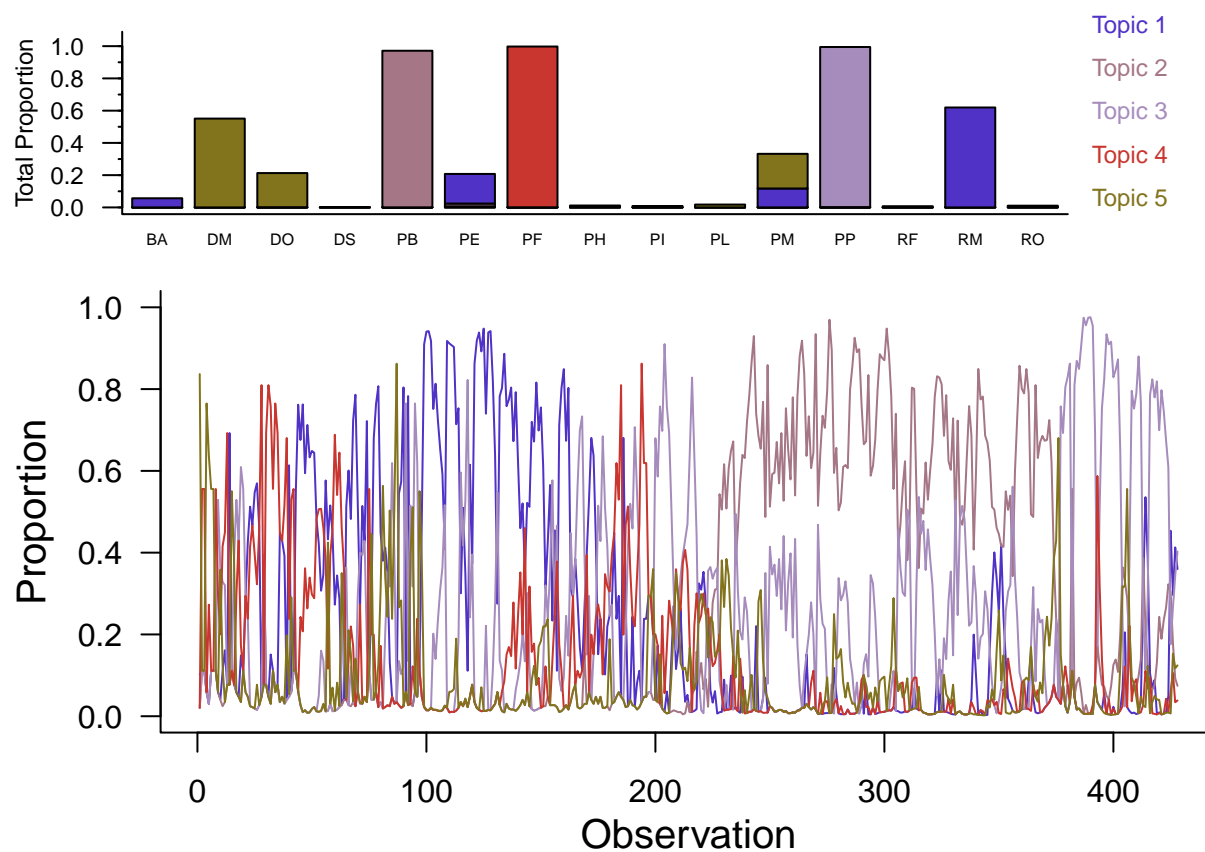 Total Proportion
1.0
0.8
0.6
0.4
0.2
0.0
BA DM DO DS PB PE PF PH PI PL PM PP RF RM RO
Topic 1
Topic 2
Topic 3
Topic 4
Topic 5
Proportion
1.0
0.8
0.6
0.4
0.2
0.0
0 100 200 300 400
Observation